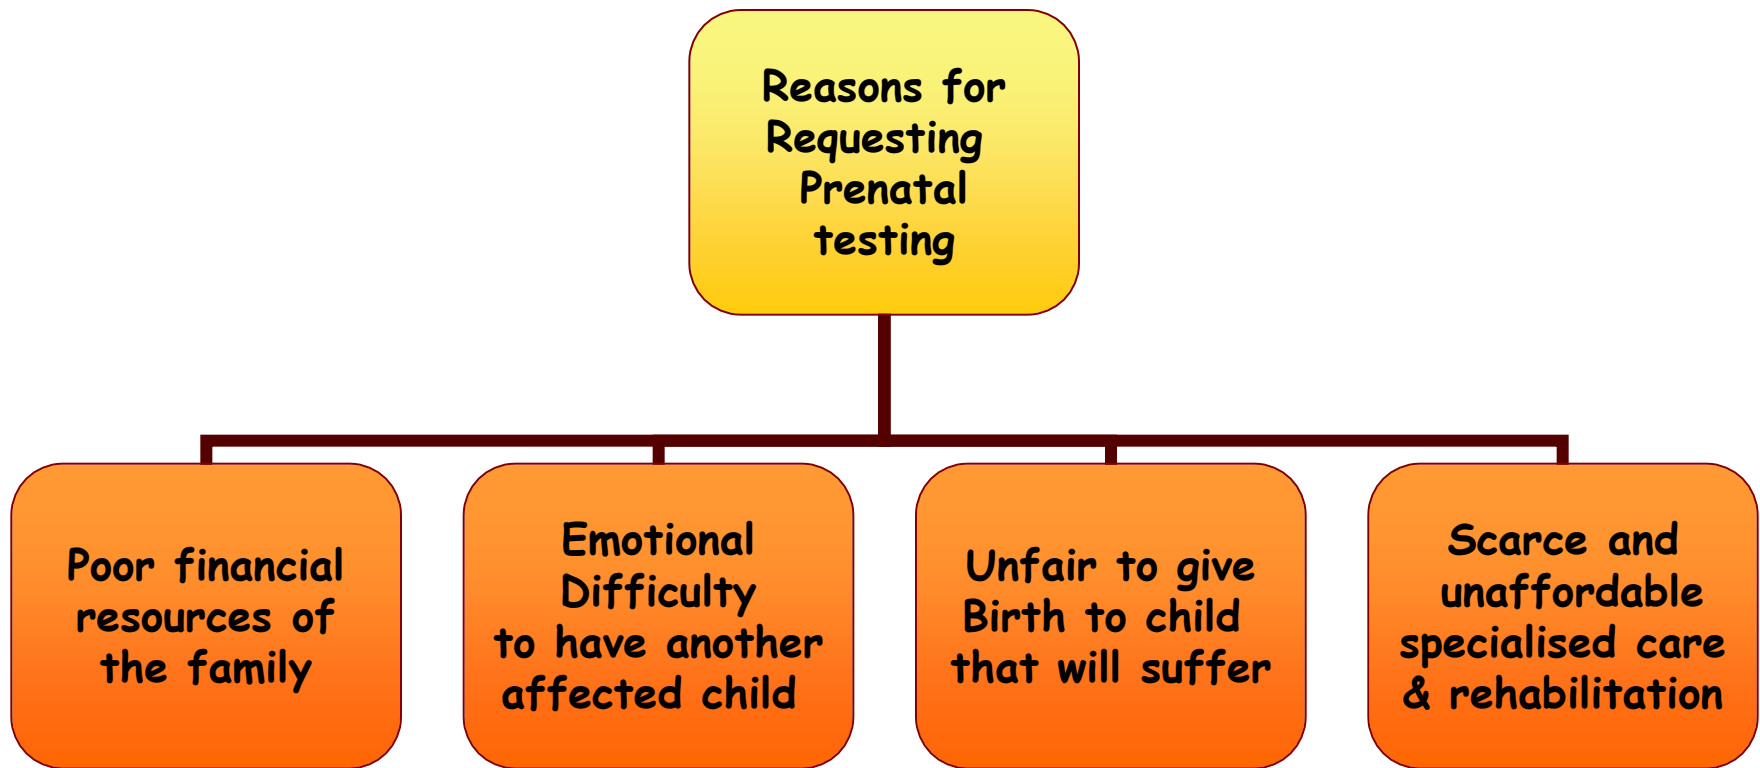 Reasons for
Requesting
Prenatal
testing
Poor financial
resources of
the family
Emotional
Difficulty
to have another
affected child
Unfair to give
Birth to child
that will suffer
Scarce and
unaffordable
specialised care
& rehabilitation